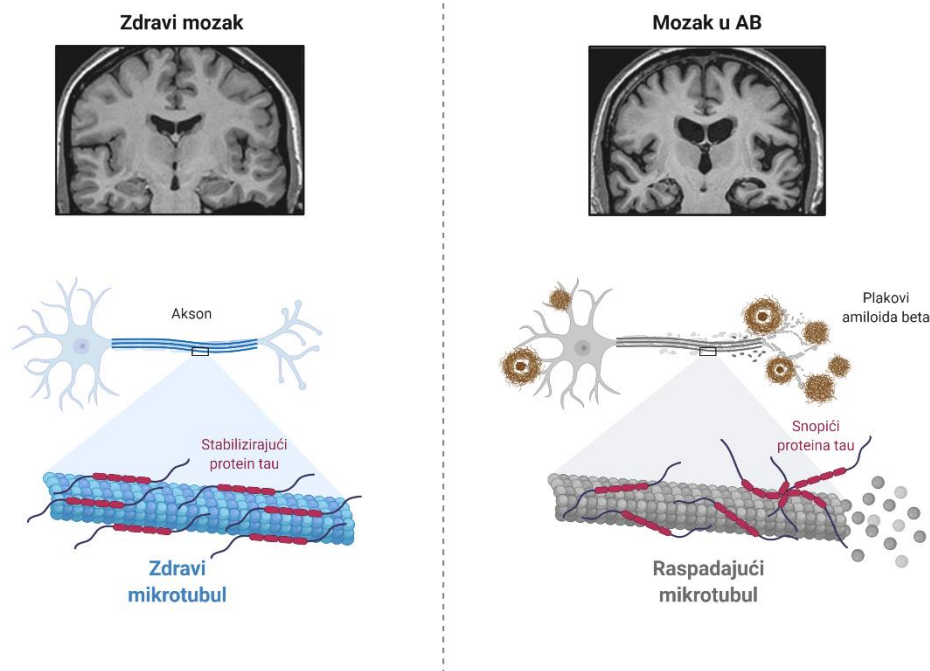 Zdravi mozak
Akson
Stabilizirajući
protein tau
Zdravi
mikrotubul
Mozak u AB
Plakovi
amiloida beta
Snopići
proteina tau
Raspadajući
mikrotubul